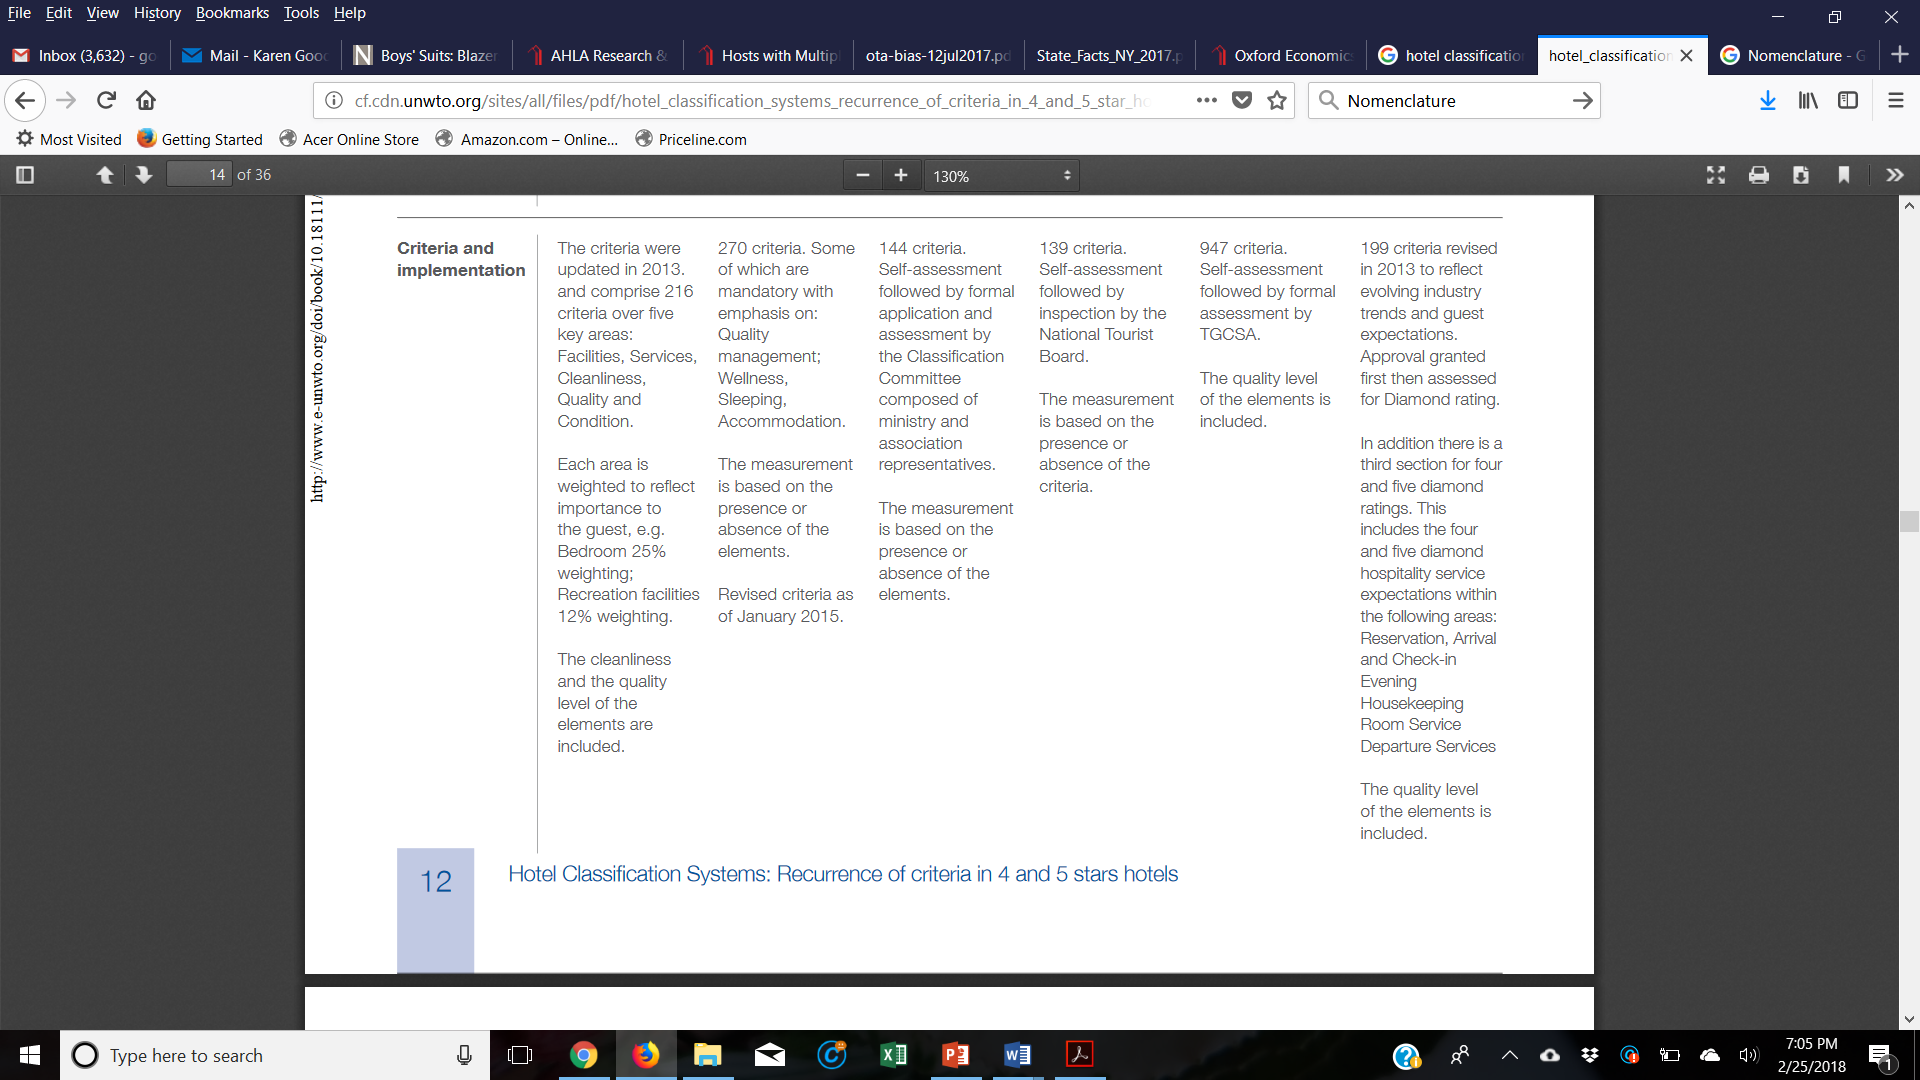 File Edit View History Bookmarks Tools Help
Inbox (3,632) - go
Mail - Karen Gooc
Boys' Suits: Blazer
AHLA Research &
Hosts with Multip
ota-bias-12jul2017.pd
State_Facts_NY_2017.p
Oxford Economics
hotel classification
hotel_classification
Nomenclature - G
cf.cdn.unwto.org/sites/all/files/pdf/hotel_classification_systems_recurrence_of_criteria_in_4_and_5_star_ho
Nomenclature
Most Visited
Getting Started
Acer Online Store
Amazon.com – Online...
Priceline.com
14 of 36
130%
http://www.e-unwto.org/doi/book/10.18111/
Criteria and
implementation
The criteria were
updated in 2013.
and comprise 216
criteria over five
key areas:
Facilities, Services,
Cleanliness,
Quality and
Condition.
Each area is
weighted to reflect
importance to
the guest, e.g.
Bedroom 25%
weighting;
Recreation facilities
12% weighting.
The cleanliness
and the quality
level of the
elements are
included.
270 criteria. Some
of which are
mandatory with
emphasis on:
Quality
management;
Wellness,
Sleeping,
Accommodation.
The measurement
is based on the
presence or
absence of the
elements.
Revised criteria as
of January 2015.
144 criteria.
Self-assessment
followed by formal
application and
assessment by
the Classification
Committee
composed of
ministry and
association
representatives.
The measurement
is based on the
presence or
absence of the
elements.
139 criteria.
Self-assessment
followed by
inspection by the
National Tourist
Board.
The measurement
is based on the
presence or
absence of the
criteria.
947 criteria.
Self-assessment
followed by formal
assessment by
TGCSA.
The quality level
of the elements is
included.
199 criteria revised
in 2013 to reflect
evolving industry
trends and guest
expectations.
Approval granted
first then assessed
for Diamond rating.
In addition there is a
third section for four
and five diamond
ratings. This
includes the four
and five diamond
hospitality service
expectations within
the following areas:
Reservation, Arrival
and Check-in
Evening
Housekeeping
Room Service
Departure Services
The quality level
of the elements is
included.
12
Hotel Classification Systems: Recurrence of criteria in 4 and 5 stars hotels
Type here to search
7:05 PM
2/25/2018
1